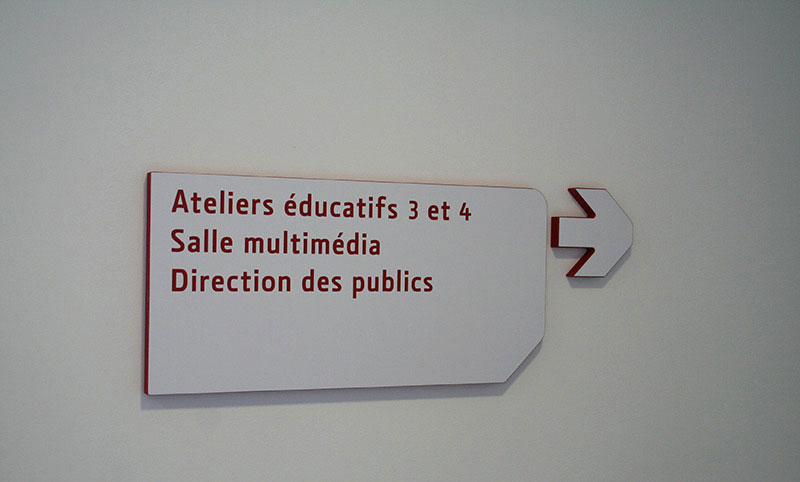 Ateliers éducatifs 3 et 4
Salle multimédia
Direction des publics